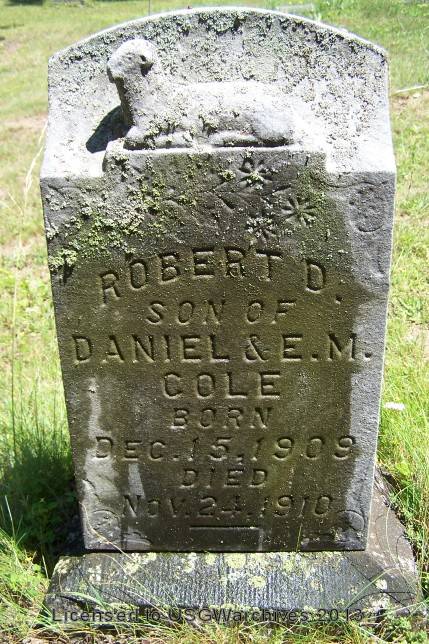 ROBERT D.
SON OF
DANIEL & E. M.
COLE
BORN
DEC. 15, 1909
DIED
NOV. 24, 1910
Licensed to USGWarchives 2013